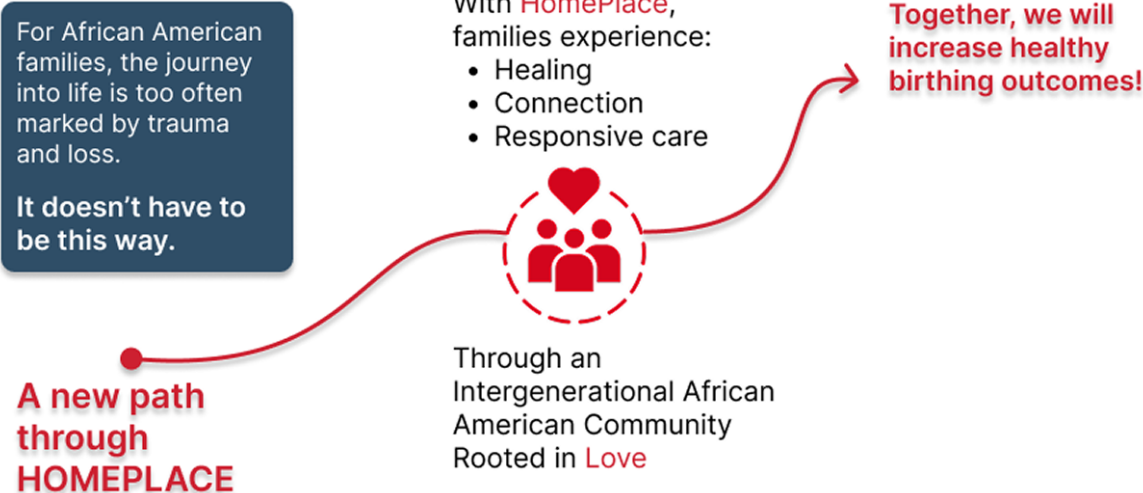 For African American
families, the journey
into life is too often
marked by trauma
and loss.
It doesn’t have to
be this way.
A new path
through
HOMEPLACE
With HomePlace,
families experience:
• Healing
• Connection
• Responsive care
Through an
Intergenerational African
American Community
Rooted in Love
Together, we will
increase healthy
birthing outcomes!